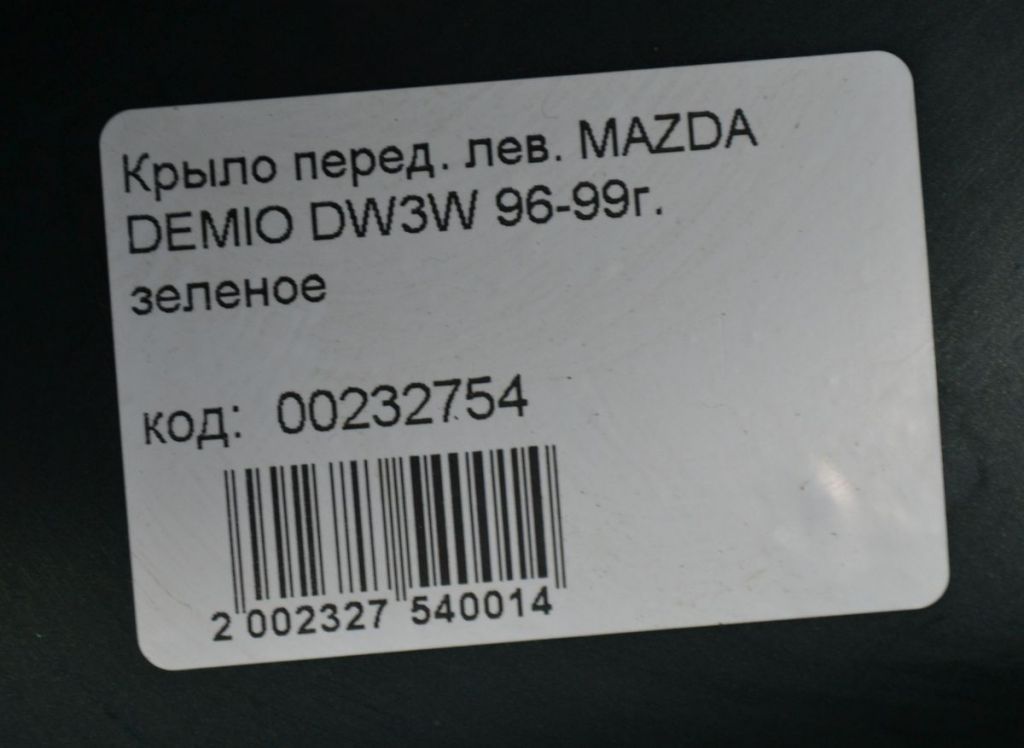 Крыло перед. лев. MAZDA
DEMIO DW3W 96-99г.
зеленое
код: 00232754
2 002327 540014